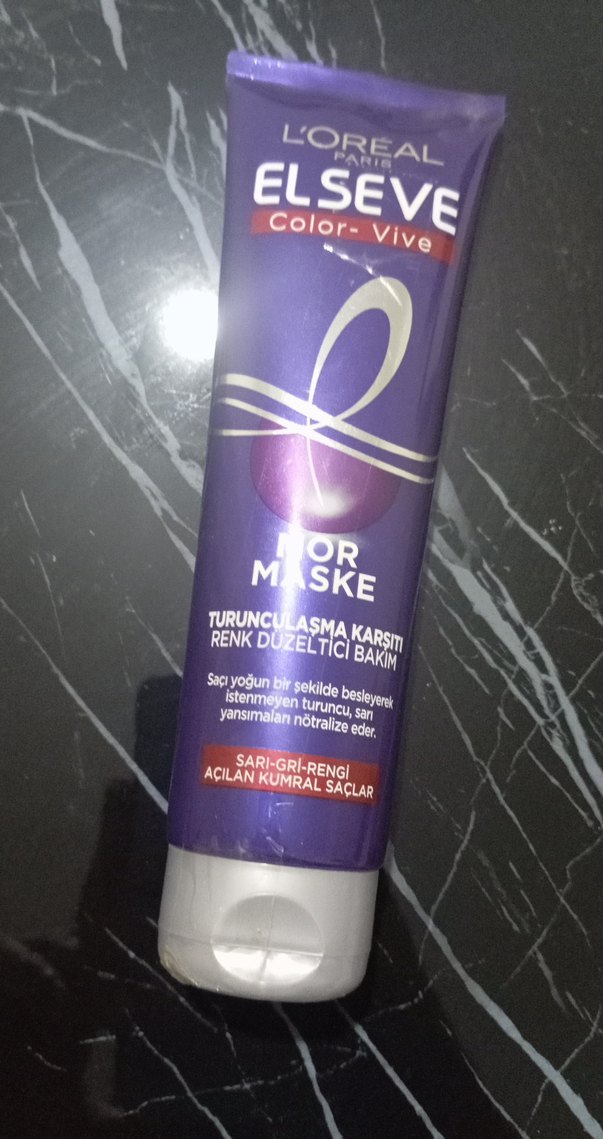 L'ORÉAL
PARIS
ELSEVE
Color- Vive
MOR
MASKE
TURUNCULAŞMA KARŞITI
RENK DÜZELTİCİ BAKIM
Saçı yoğun bir şekilde besleyerek
istenmeyen turuncu, sarı
yansımaları nötralize eder.
SARI-GRİ-RENGİ
AÇILAN KUMRAL SAÇLAR